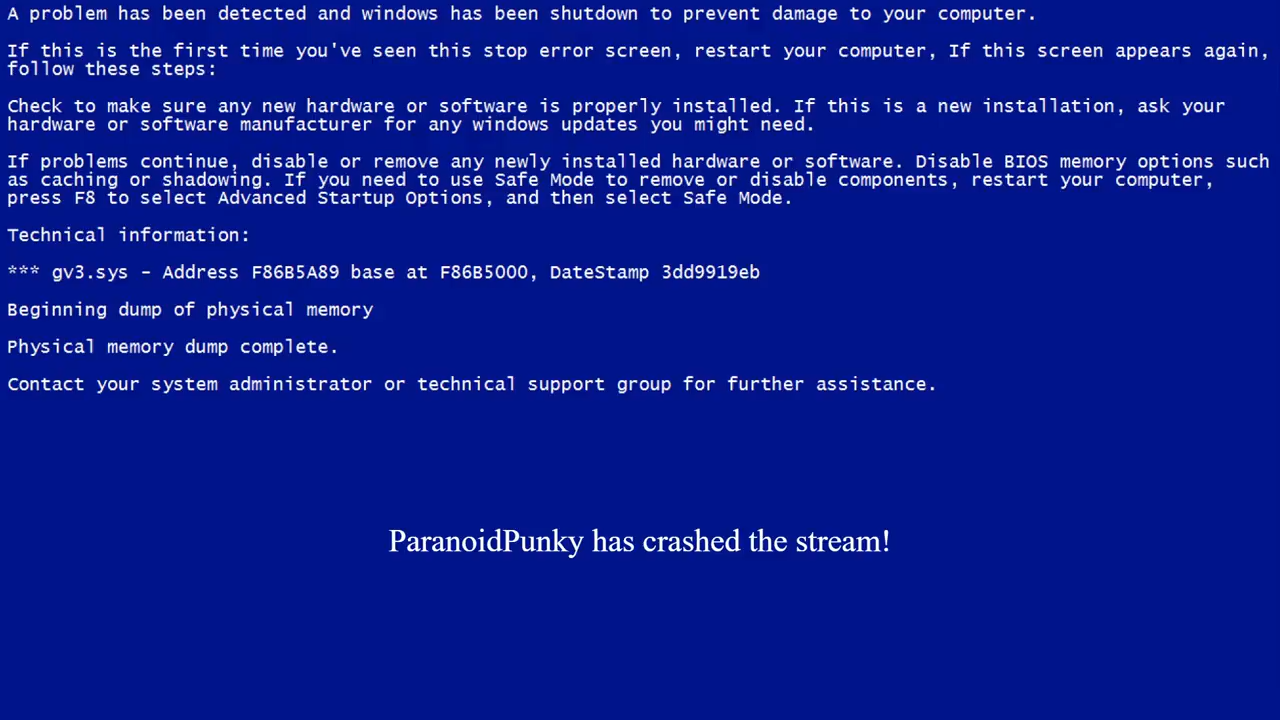 A problem has been detected and windows has been shutdown to prevent damage to your computer.
If this is the first time you've seen this stop error screen, restart your computer, If this screen appears again,
follow these steps:
Check to make sure any new hardware or software is properly installed. If this is a new installation, ask your
hardware or software manufacturer for any windows updates you might need.
If problems continue, disable or remove any newly installed hardware or software. Disable BIOS memory options such
as caching or shadowing. If you need to use Safe Mode to remove or disable components, restart your computer,
press F8 to select Advanced Startup Options, and then select Safe Mode.
Technical information:
*** gv3.sys - Address F86B5A89 base at F86B5000, DateStamp 3dd9919eb
Beginning dump of physical memory
Physical memory dump complete.
Contact your system administrator or technical support group for further assistance.
ParanoidPunky has crashed the stream!